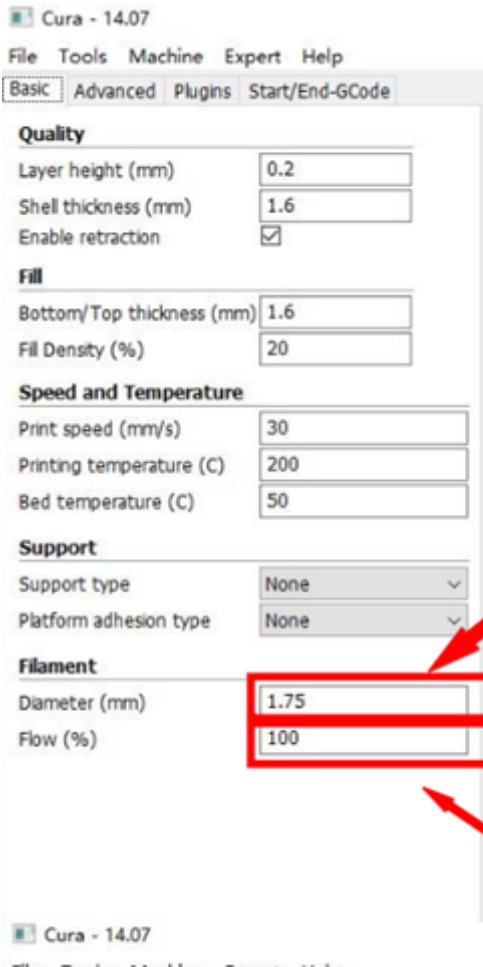 Cura - 14.07
File Tools Machine Expert Help
Basic Advanced Plugins Start/End-GCode
Quality
Layer height (mm) 0.2
Shell thickness (mm) 1.6
Enable retraction
Fill
Bottom/Top thickness (mm) 1.6
Fill Density (%) 20
Speed and Temperature
Print speed (mm/s) 30
Printing temperature (C) 200
Bed temperature (C) 50
Support
Support type None
Platform adhesion type None
Filament
Diameter (mm) 1.75
Flow (%) 100
Cura - 14.07